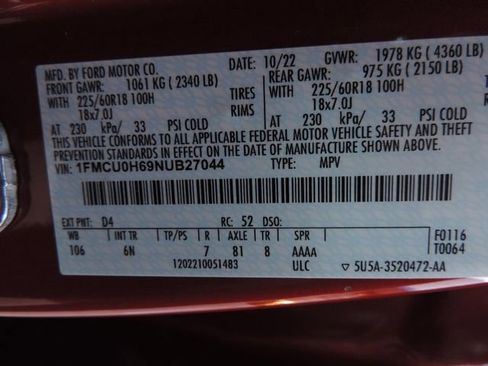 MFD. BY FORD MOTOR CO.
DATE: 10/22 GVWR: 1978 KG ( 4360 LB)
FRONT GAWR: 1061 KG ( 2340 LB) REAR GAWR: 975 KG ( 2150 LB)
WITH 225/60R18 100H TIRES WITH 225/60R18 100H
18x7.0J RIMS 18x7.0J
AT 230 kPa/ 33 PSI COLD AT 230 kPa/ 33 PSI COLD
THIS VEHICLE CONFORMS TO ALL APPLICABLE FEDERAL MOTOR VEHICLE SAFETY AND THEFT
PREVENTION STANDARDS IN EFFECT ON THE DATE OF MANUFACTURE SHOWN ABOVE.
VIN: 1FMCU0H69NUB27044 TYPE: MPV
EXT PNT: D4 RC: 52 DSO:
WB INT TR TP/PS R AXLE TR SPR F0116
106 6N 7 81 8 AAAA T0064
1202210051483 ULC 5U5A-3520472-AA